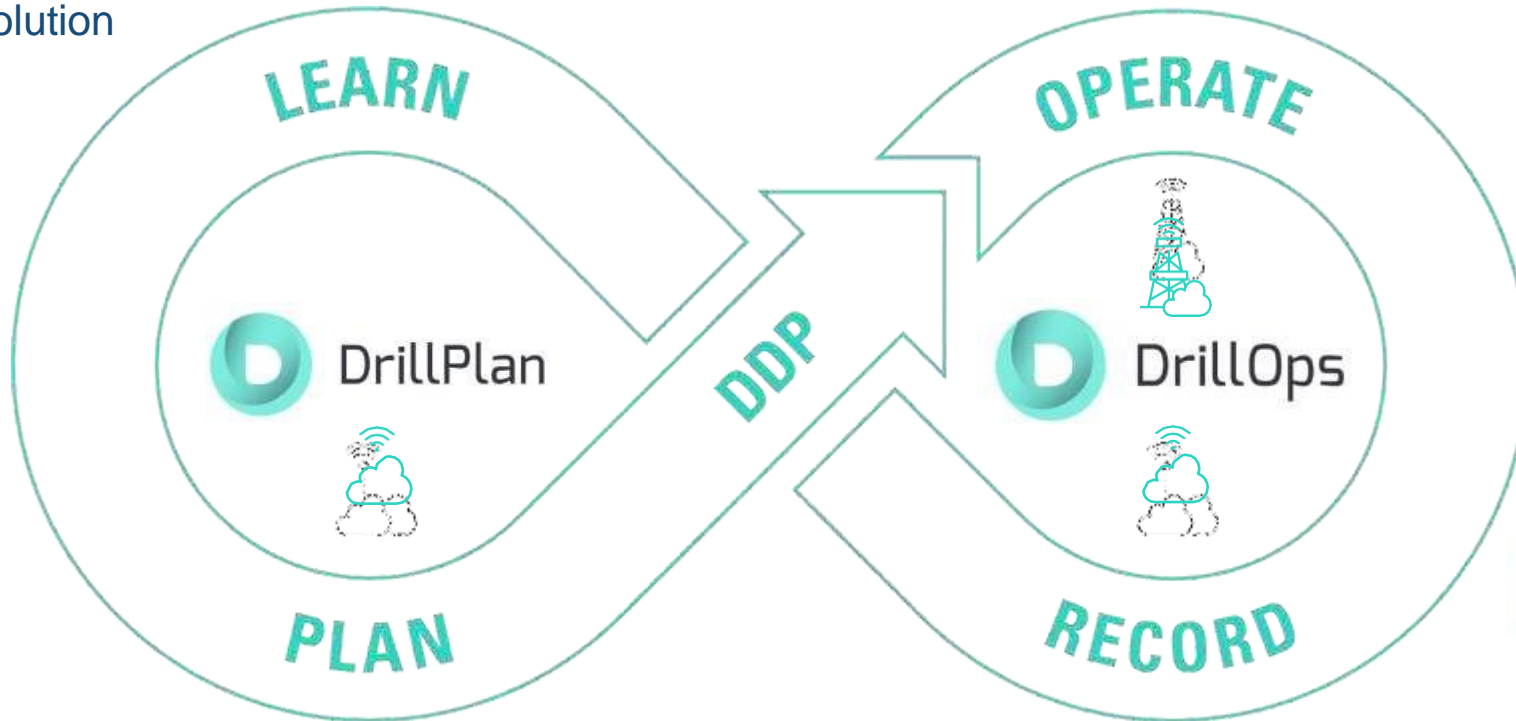 olution
LEARN
OPERATE
DrillPlan
DDP
DrillOps
PLAN
RECORD